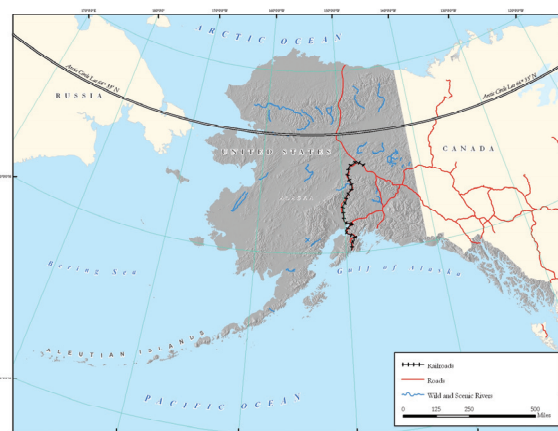 ARCTIC OCEAN
Arctic Circle Lat 66° 33' N
Arctic Circle Lat 66° 33' N
RUSSIA
UNITED STATES
CANADA
ALASKA
Bering Sea
Gulf of Alaska
ALEUTIAN ISLANDS
PACIFIC OCEAN
Railroads
Roads
Wild and Scenic Rivers
0 125 250 500
Miles